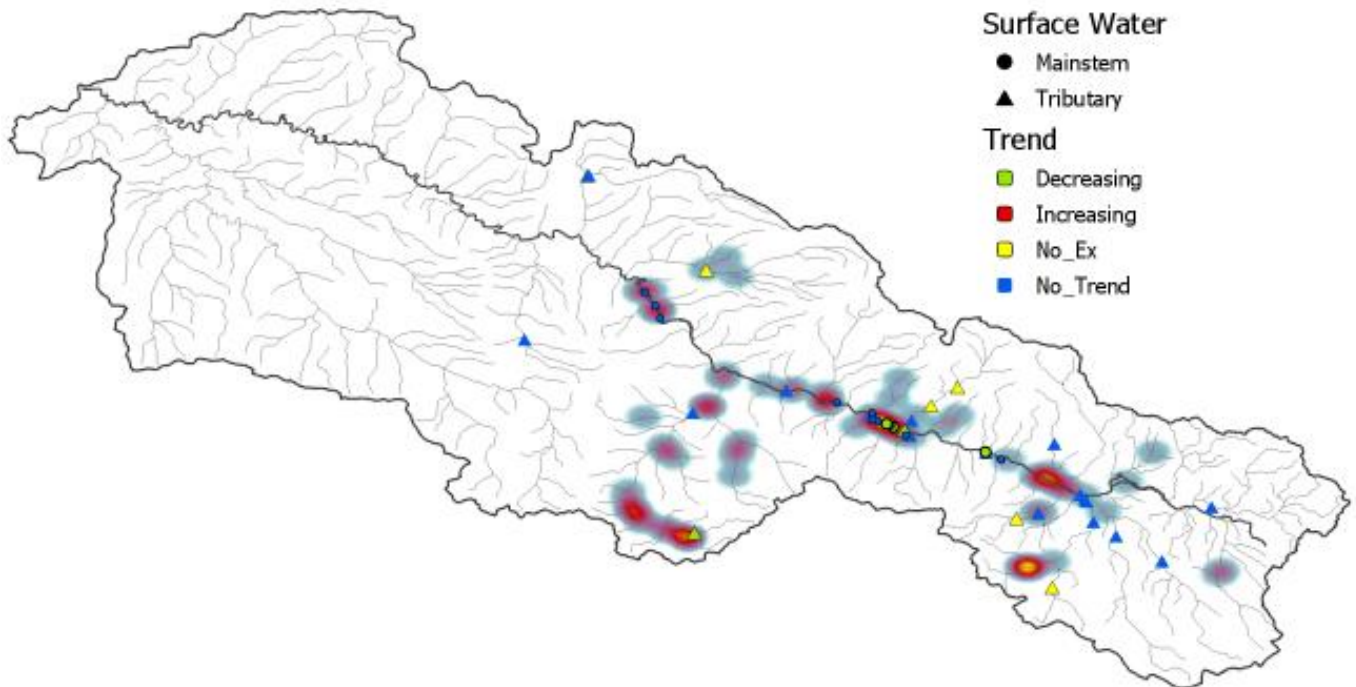 Surface Water
Mainstem
Tributary
Trend
Decreasing
Increasing
No_Ex
No_Trend